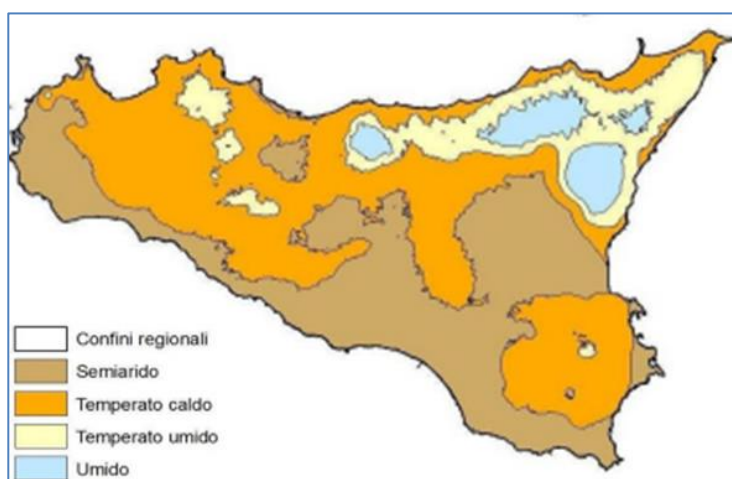 Confini regionali
Semiarido
Temperato caldo
Temperato umido
Umido